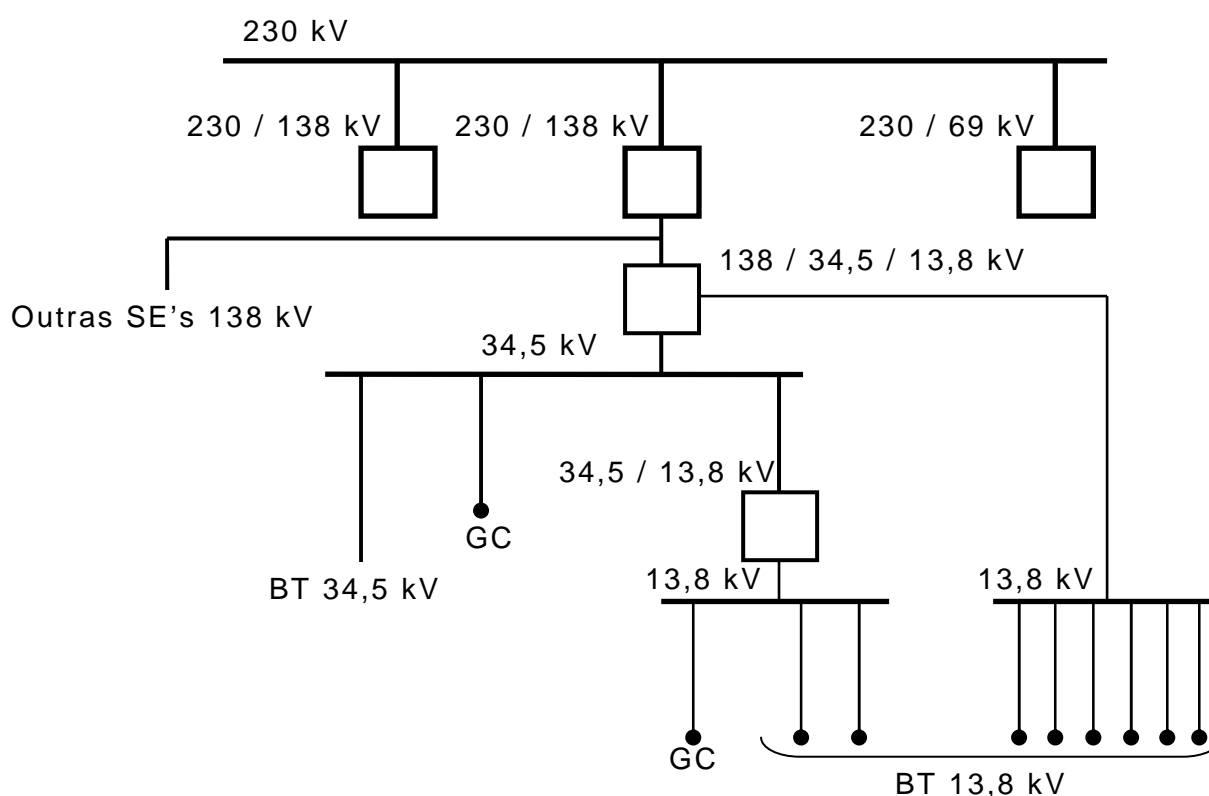 230 kV
230 / 138 kV
230 / 138 kV
230 / 69 kV
138 / 34,5 / 13,8 kV
Outras SE’s 138 kV
34,5 kV
34,5 / 13,8 kV
GC
BT 34,5 kV
13,8 kV
13,8 kV
GC
BT 13,8 kV